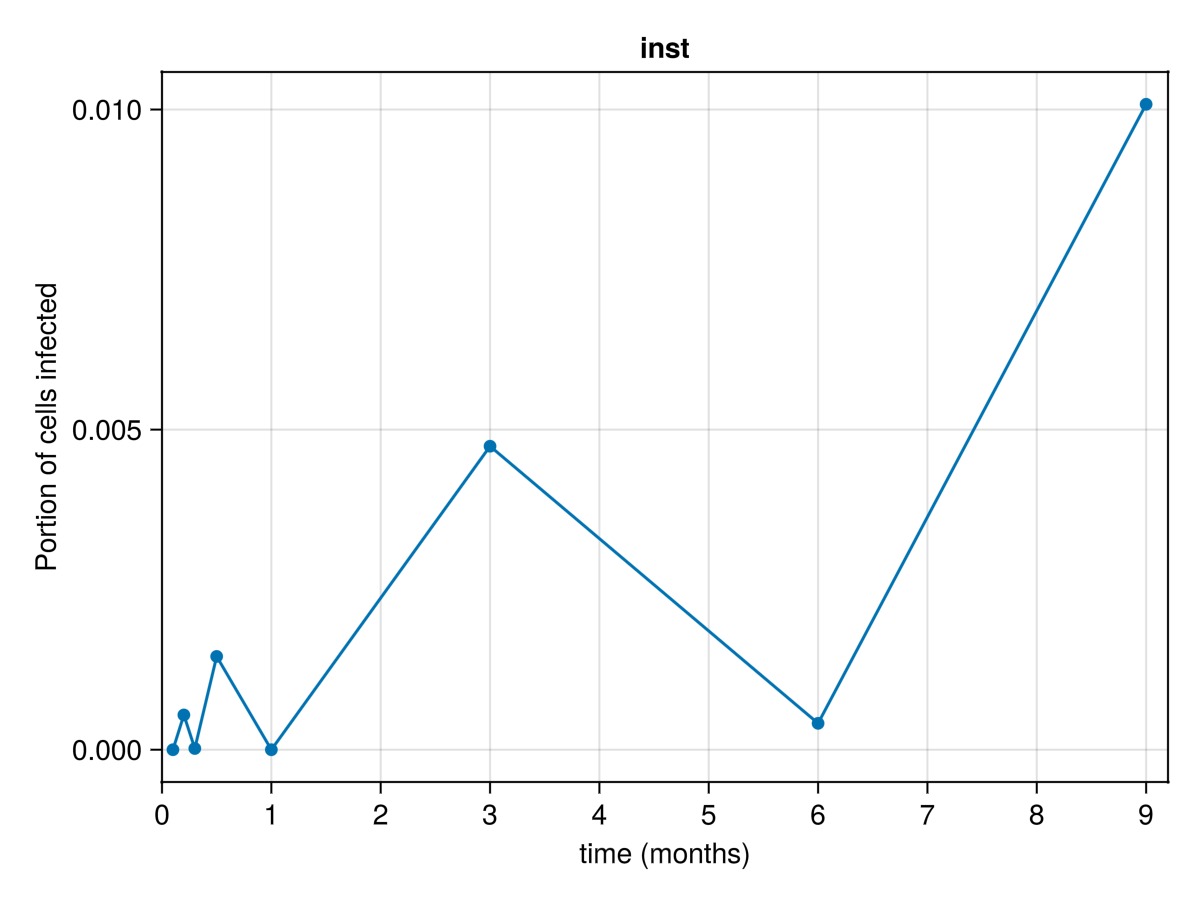 inst
0.010
0.005
0.000
Portion of cells infected
0 1 2 3 4 5 6 7 8 9
time (months)